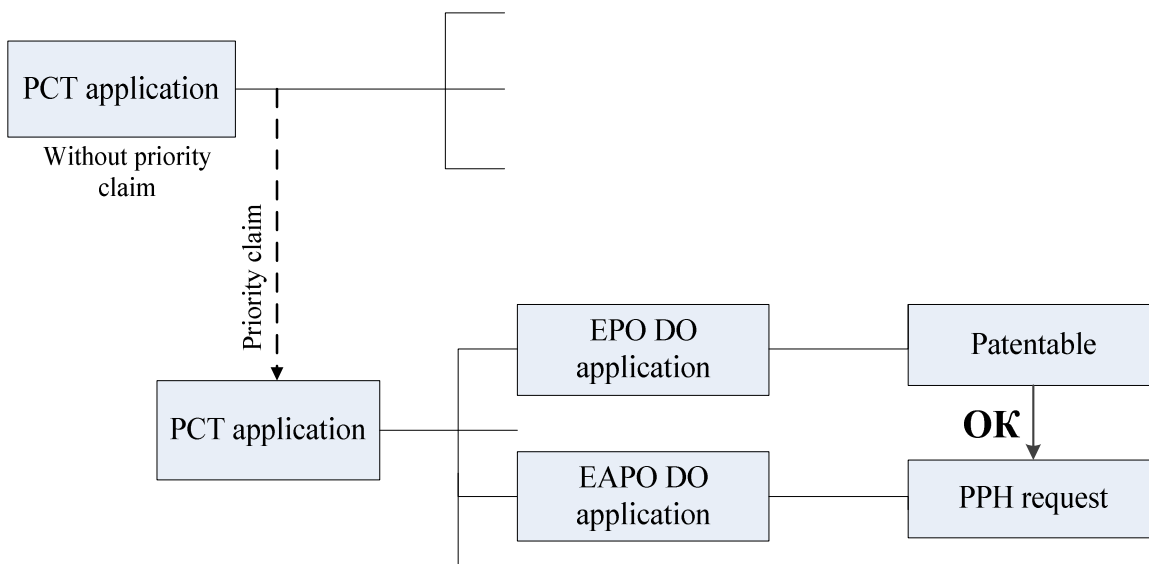 PCT application
Without priority
claim
Priority claim
EPO DO
application
Patentable
PCT application
OK
EAPO DO
application
PPH request